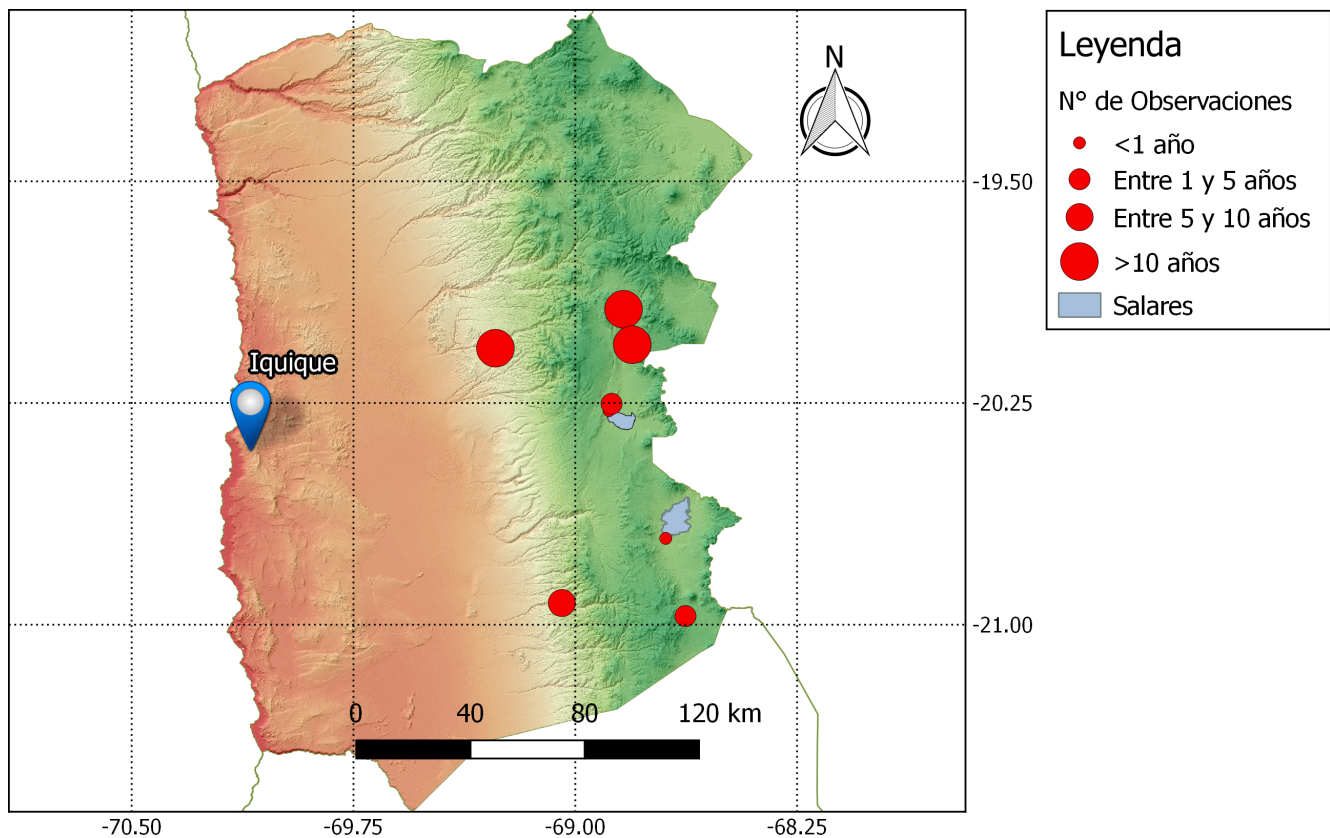 Leyenda
N° de Observaciones
<1 año
Entre 1 y 5 años
Entre 5 y 10 años
>10 años
Salares
N
-19.50
Iquique
-20.25
-21.00
0 40 80 120 km
-70.50 -69.75 -69.00 -68.25